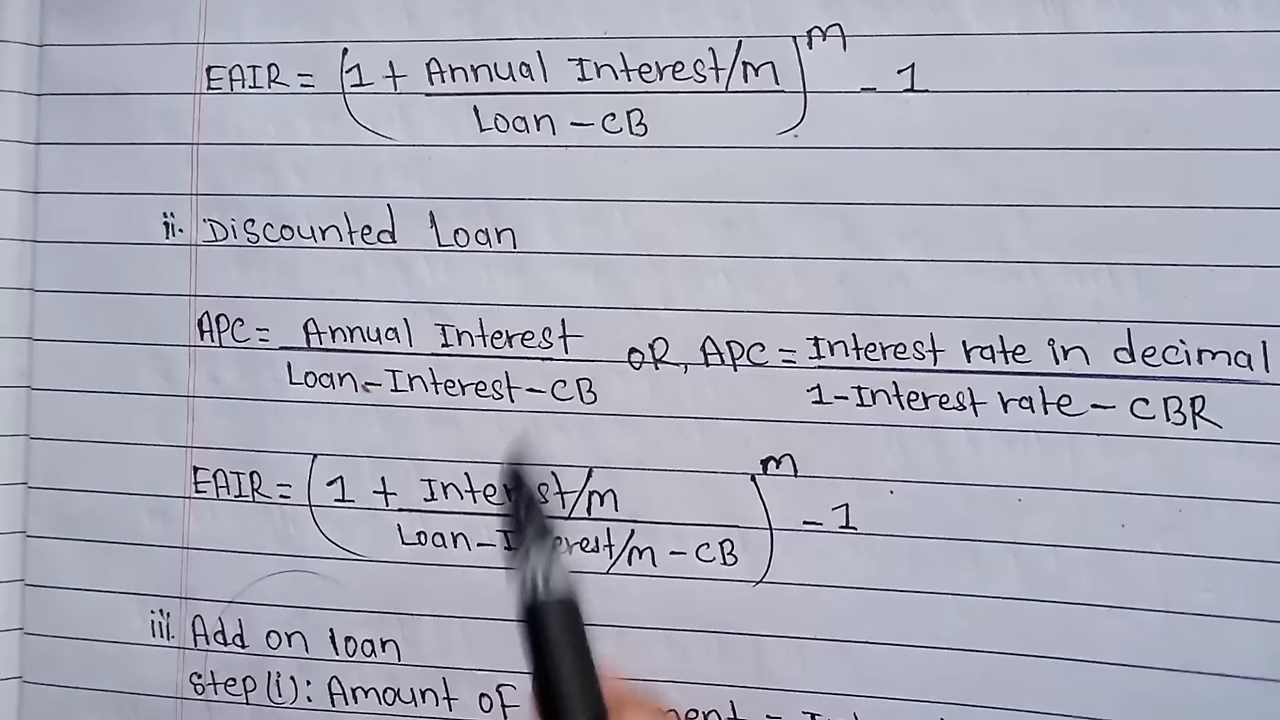 EAIR = (1 + Annual Interest/m / Loan - CB)^m - 1
ii. Discounted Loan
APC = Annual Interest / Loan - Interest - CB OR, APC = Interest rate in decimal / 1 - Interest rate - CBR
EAIR = (1 + Interest/m / Loan - Interest/m - CB)^m - 1
iii. Add on loan
Step(i): Amount of